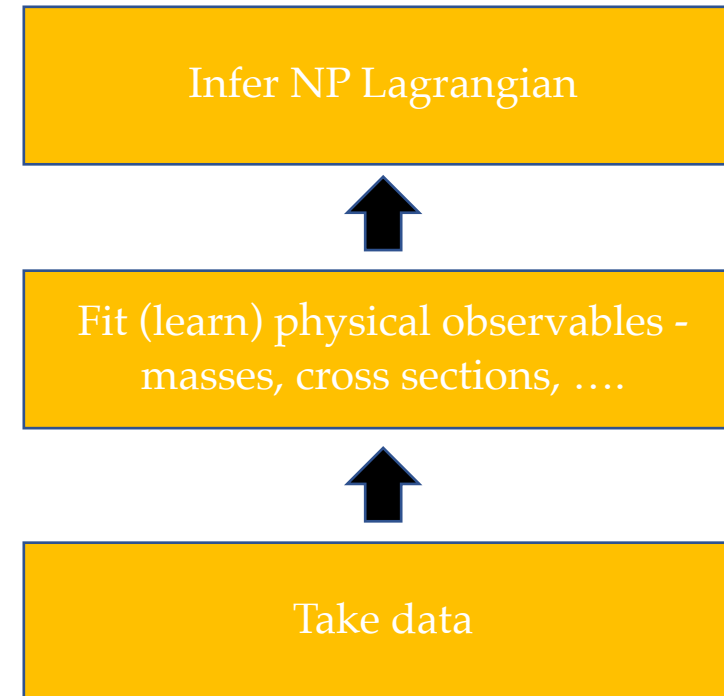 Infer NP Lagrangian
Fit (learn) physical observables -
masses, cross sections, ….
Take data